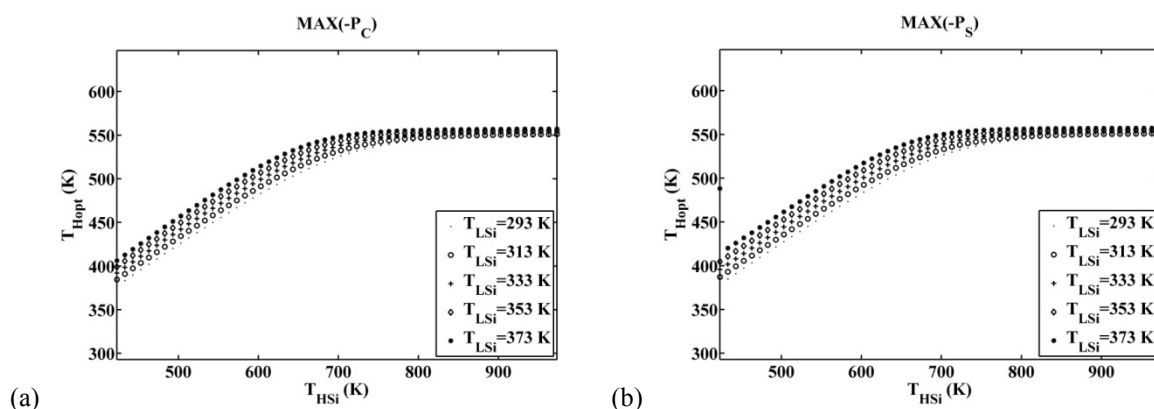 MAX(-P_C)
600
550
500
450
400
350
300
T_Hopt (K)
500 600 700 800 900
T_HSi (K)
. T_LSi=293 K
o T_LSi=313 K
+ T_LSi=333 K
◊ T_LSi=353 K
• T_LSi=373 K
(a)
MAX(-P_S)
600
550
500
450
400
350
300
T_Hopt (K)
500 600 700 800 900
T_HSi (K)
. T_LSi=293 K
o T_LSi=313 K
+ T_LSi=333 K
◊ T_LSi=353 K
• T_LSi=373 K
(b)